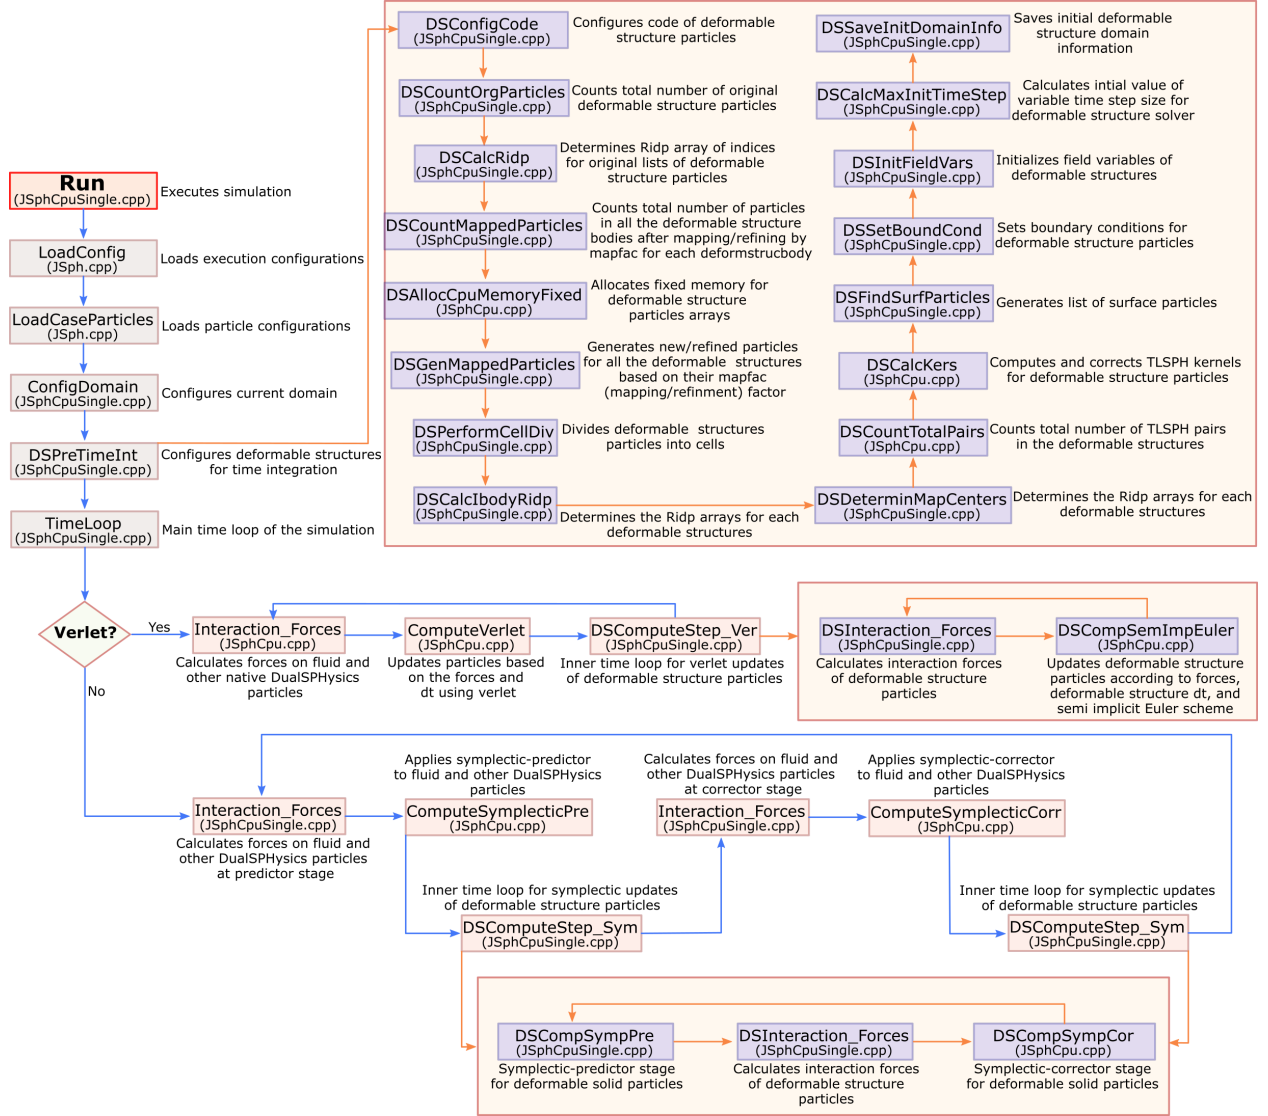 Run
(JSphCpuSingle.cpp)
Executes simulation
LoadConfig
(JSph.cpp)
Loads execution configurations
LoadCaseParticles
(JSph.cpp)
Loads particle configurations
ConfigDomain
(JSphCpuSingle.cpp)
Configures current domain
DSPreTimeInt
(JSphCpuSingle.cpp)
Configures deformable structures
for time integration
TimeLoop
(JSphCpuSingle.cpp)
Main time loop of the simulation
DSConfigCode
(JSphCpuSingle.cpp)
Configures code of deformable
structure particles
DSCountOrgParticles
(JSphCpuSingle.cpp)
Counts total number of original
deformable structure particles
DSCalcRidp
(JSphCpuSingle.cpp)
Determines Ridp array of indices
for original lists of deformable
structure particles
DSCountMappedParticles
(JSphCpuSingle.cpp)
Counts total number of particles
in all the deformable structure
bodies after mapping/refining by
mapfac for each deformstrucbody
DSAllocCpuMemoryFixed
(JSphCpu.cpp)
Allocates fixed memory for
deformable structure
particles arrays
DSGenMappedParticles
(JSphCpuSingle.cpp)
Generates new/refined particles
for all the deformable structures
based on their mapfac
(mapping/refinment) factor
DSPerformCellDiv
(JSphCpuSingle.cpp)
Divides deformable structures
particles into cells
DSCalcIbodyRidp
(JSphCpuSingle.cpp)
Determines the Ridp arrays for each
deformable structures
DSDeterminMapCenters
(JSphCpuSingle.cpp)
Determines the Ridp arrays for each
deformable structures
DSCountTotalPairs
(JSphCpu.cpp)
Counts total number of TLSPH pairs
in the deformable structures
DSCalcKers
(JSphCpu.cpp)
Computes and corrects TLSPH kernels
for deformable structure particles
DSFindSurfParticles
(JSphCpuSingle.cpp)
Generates list of surface particles
DSSetBoundCond
(JSphCpuSingle.cpp)
Sets boundary conditions for
deformable structure particles
DSInitFieldVars
(JSphCpuSingle.cpp)
Initializes field variables of
deformable structures
DSCalcMaxInitTimeStep
(JSphCpuSingle.cpp)
Calculates intial value of
variable time step size for
deformable structure solver
DSSaveInitDomainInfo
(JSphCpuSingle.cpp)
Saves initial deformable
structure domain
information
Verlet?
Yes
No
Interaction_Forces
(JSphCpu.cpp)
Calculates forces on fluid and
other native DualSPHysics
particles
ComputeVerlet
(JSphCpu.cpp)
Updates particles based
on the forces and
dt using verlet
DSComputeStep_Ver
(JSphCpuSingle.cpp)
Inner time loop for verlet updates
of deformable structure particles
DSInteraction_Forces
(JSphCpuSingle.cpp)
Calculates interaction forces
of deformable structure
particles
DSCompSemImpEuler
(JSphCpu.cpp)
Updates deformable structure
particles according to forces,
deformable structure dt, and
semi implicit Euler scheme
Interaction_Forces
(JSphCpuSingle.cpp)
Calculates forces on fluid and
other DualSPHysics particles
at predictor stage
Applies symplectic-predictor
to fluid and other DualSPHysics
particles
ComputeSymplecticPre
(JSphCpu.cpp)
Calculates forces on fluid and
other DualSPHysics particles
at corrector stage
Interaction_Forces
(JSphCpuSingle.cpp)
Applies symplectic-corrector
to fluid and other DualSPHysics
particles
ComputeSymplecticCorr
(JSphCpu.cpp)
Inner time loop for symplectic updates
of deformable structure particles
DSComputeStep_Sym
(JSphCpuSingle.cpp)
Inner time loop for symplectic updates
of deformable structure particles
DSComputeStep_Sym
(JSphCpuSingle.cpp)
DSCompSympPre
(JSphCpuSingle.cpp)
Symplectic-predictor stage
for deformable solid particles
DSInteraction_Forces
(JSphCpuSingle.cpp)
Calculates interaction forces
of deformable structure
particles
DSCompSympCor
(JSphCpu.cpp)
Symplectic-corrector stage
for deformable solid particles